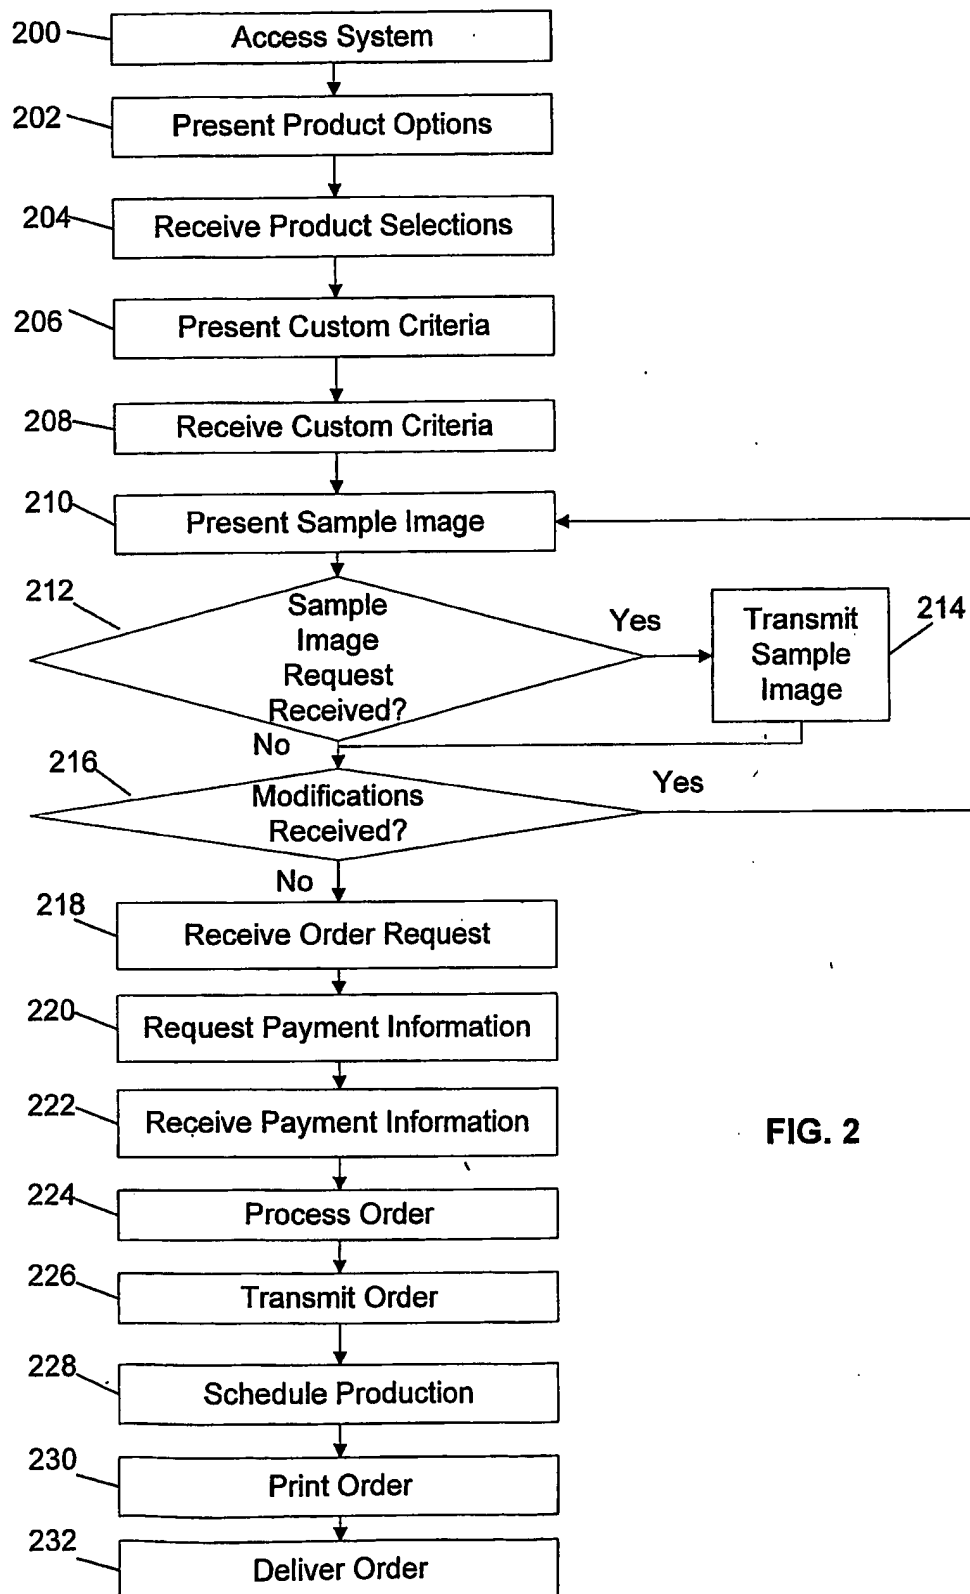 200
Access System
202
Present Product Options
204
Receive Product Selections
206
Present Custom Criteria
208
Receive Custom Criteria
210
Present Sample Image
212
Sample
Image
Request
Received?
Yes
Transmit
Sample
Image
214
No
216
Modifications
Received?
Yes
No
218
Receive Order Request
220
Request Payment Information
222
Receive Payment Information
FIG. 2
224
Process Order
226
Transmit Order
228
Schedule Production
230
Print Order
232
Deliver Order